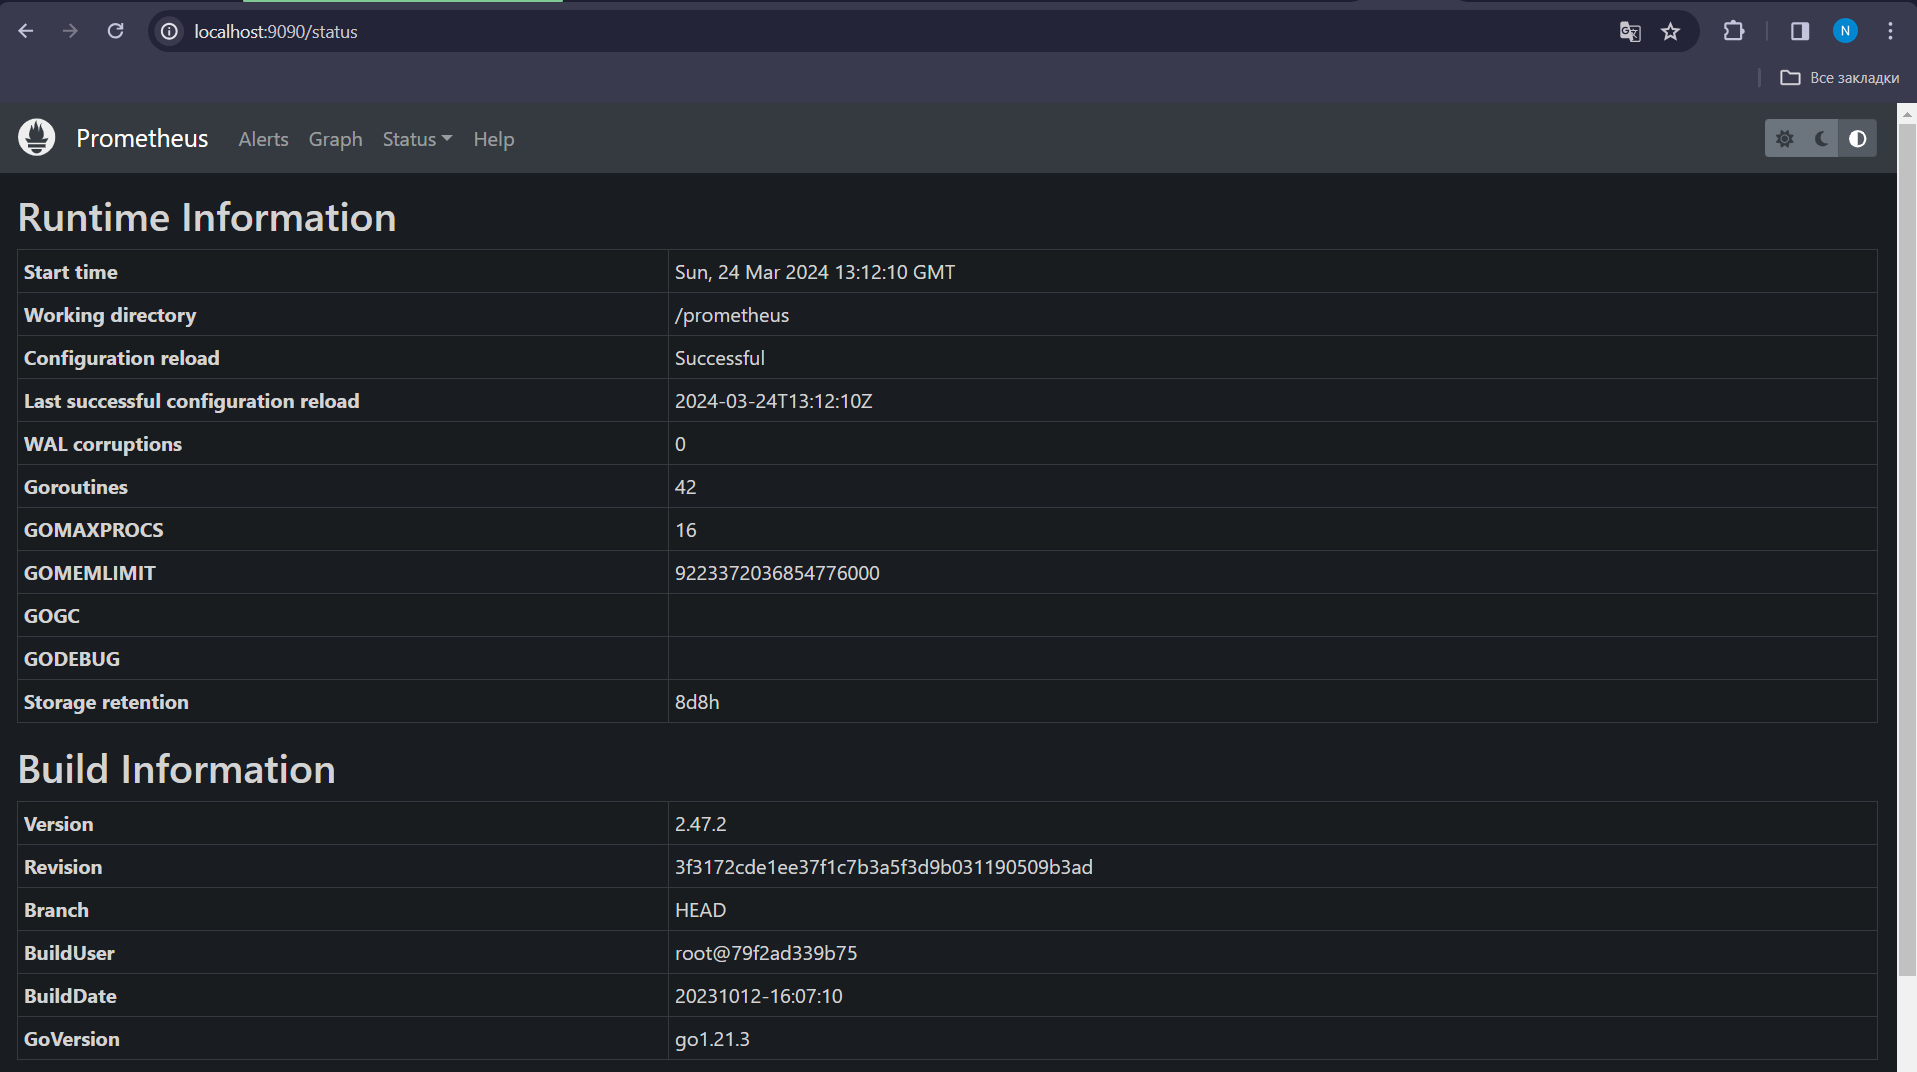 localhost:9090/status
N
Все закладки
Prometheus Alerts Graph Status Help
Runtime Information
Start time Sun, 24 Mar 2024 13:12:10 GMT
Working directory /prometheus
Configuration reload Successful
Last successful configuration reload 2024-03-24T13:12:10Z
WAL corruptions 0
Goroutines 42
GOMAXPROCS 16
GOMEMLIMIT 9223372036854776000
GOGC
GODEBUG
Storage retention 8d8h
Build Information
Version 2.47.2
Revision 3f3172cde1ee37f1c7b3a5f3d9b031190509b3ad
Branch HEAD
BuildUser root@79f2ad339b75
BuildDate 20231012-16:07:10
GoVersion go1.21.3